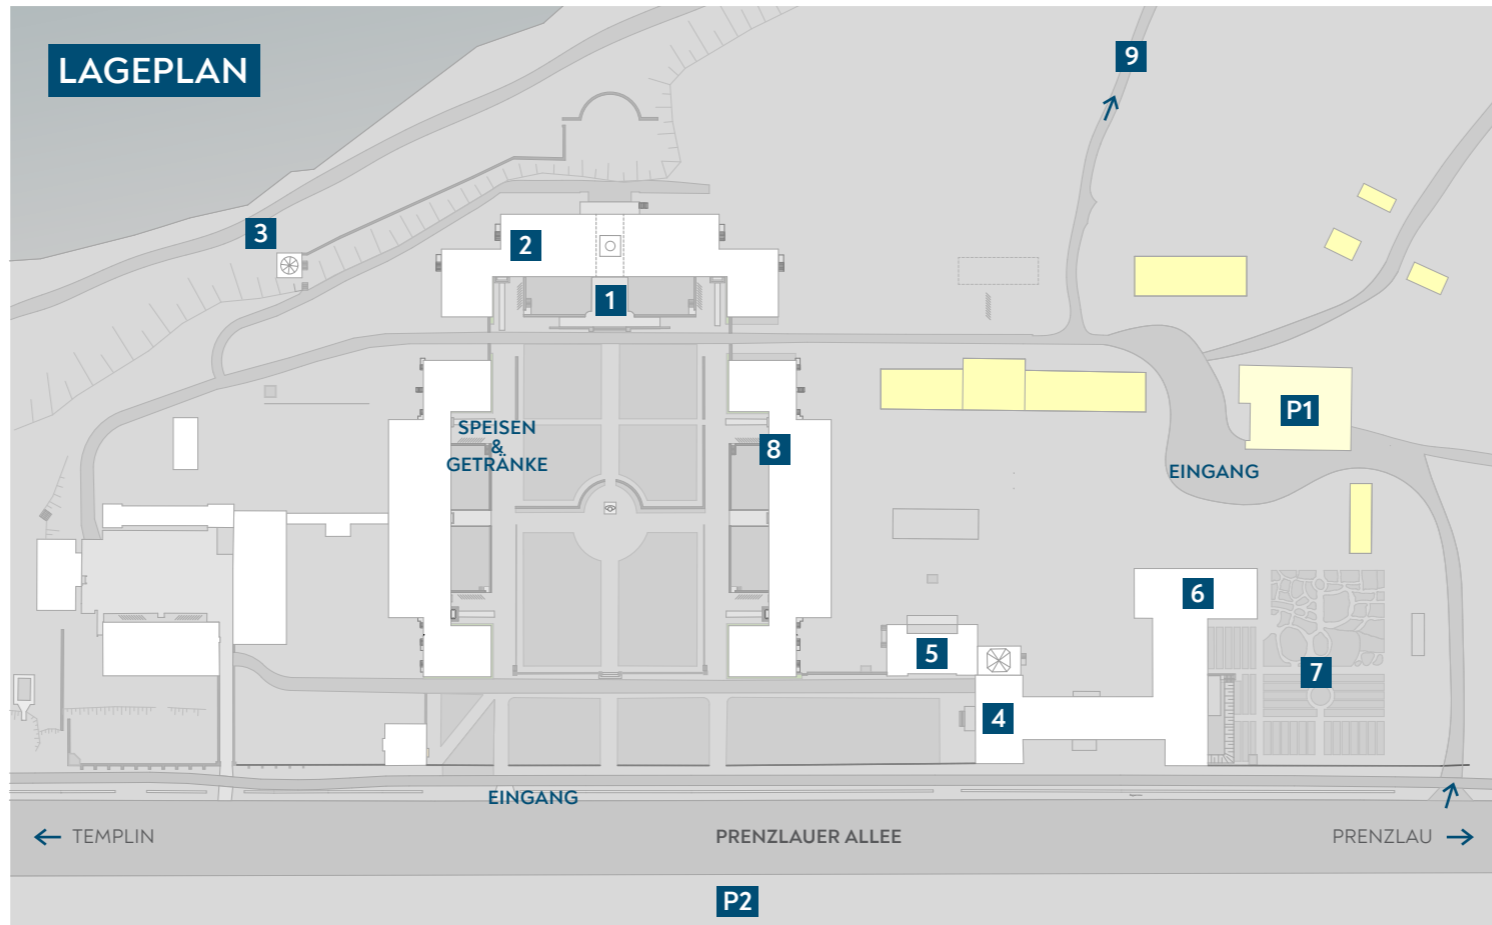 LAGEPLAN
9
3
2
1
P1
SPEISEN
&
GETRÄNKE
8
EINGANG
6
5
7
4
EINGANG
TEMPLIN
PRENZLAUER ALLEE
PRENZLAU
P2